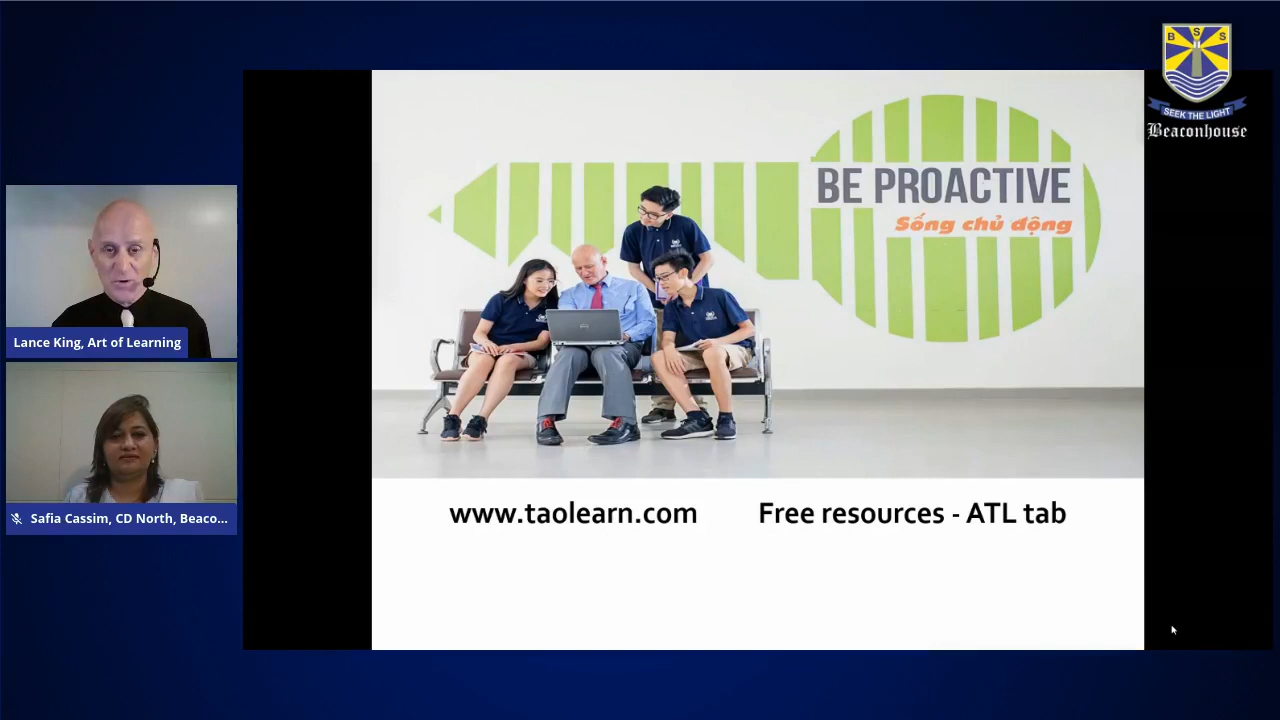 B S S
SEEK THE LIGHT
Beaconhouse
BE PROACTIVE
Sống chủ động
Lance King, Art of Learning
Safia Cassim, CD North, Beaco...
www.taolearn.com Free resources - ATL tab